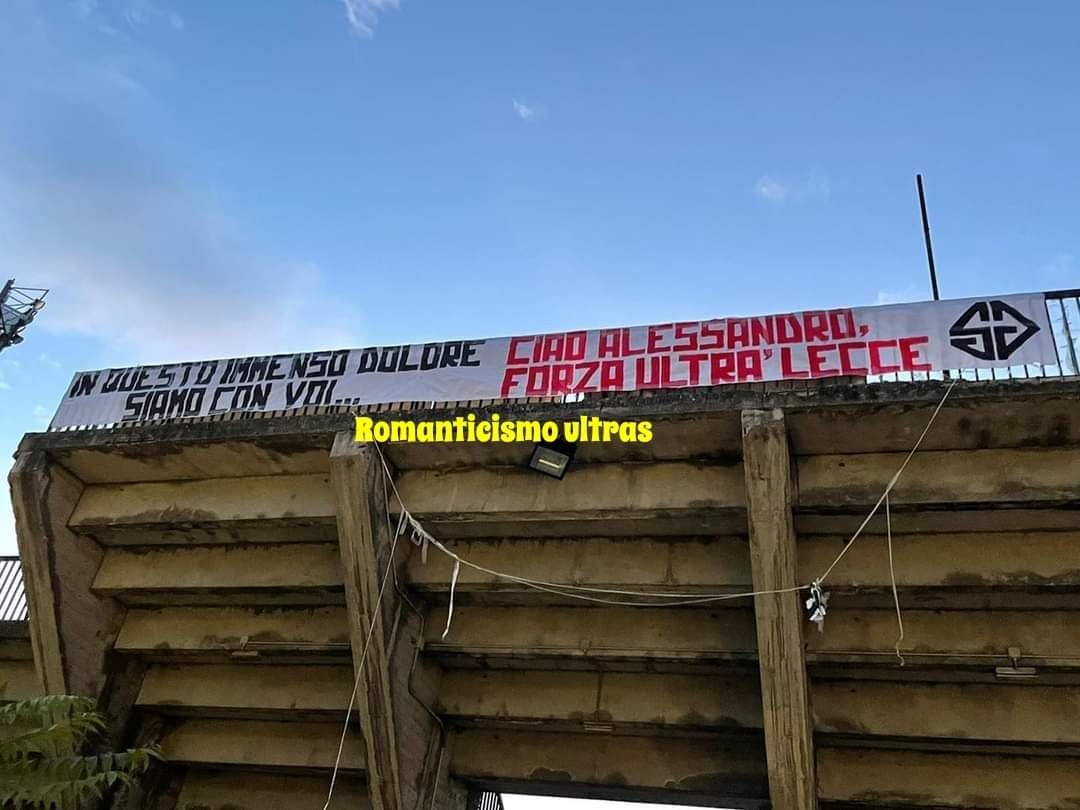 IN QUESTO IMMENSO DOLORE
SIAMO CON VOI...
CIAO ALESSANDRO,
FORZA ULTRA' LECCE
Romanticismo ultras